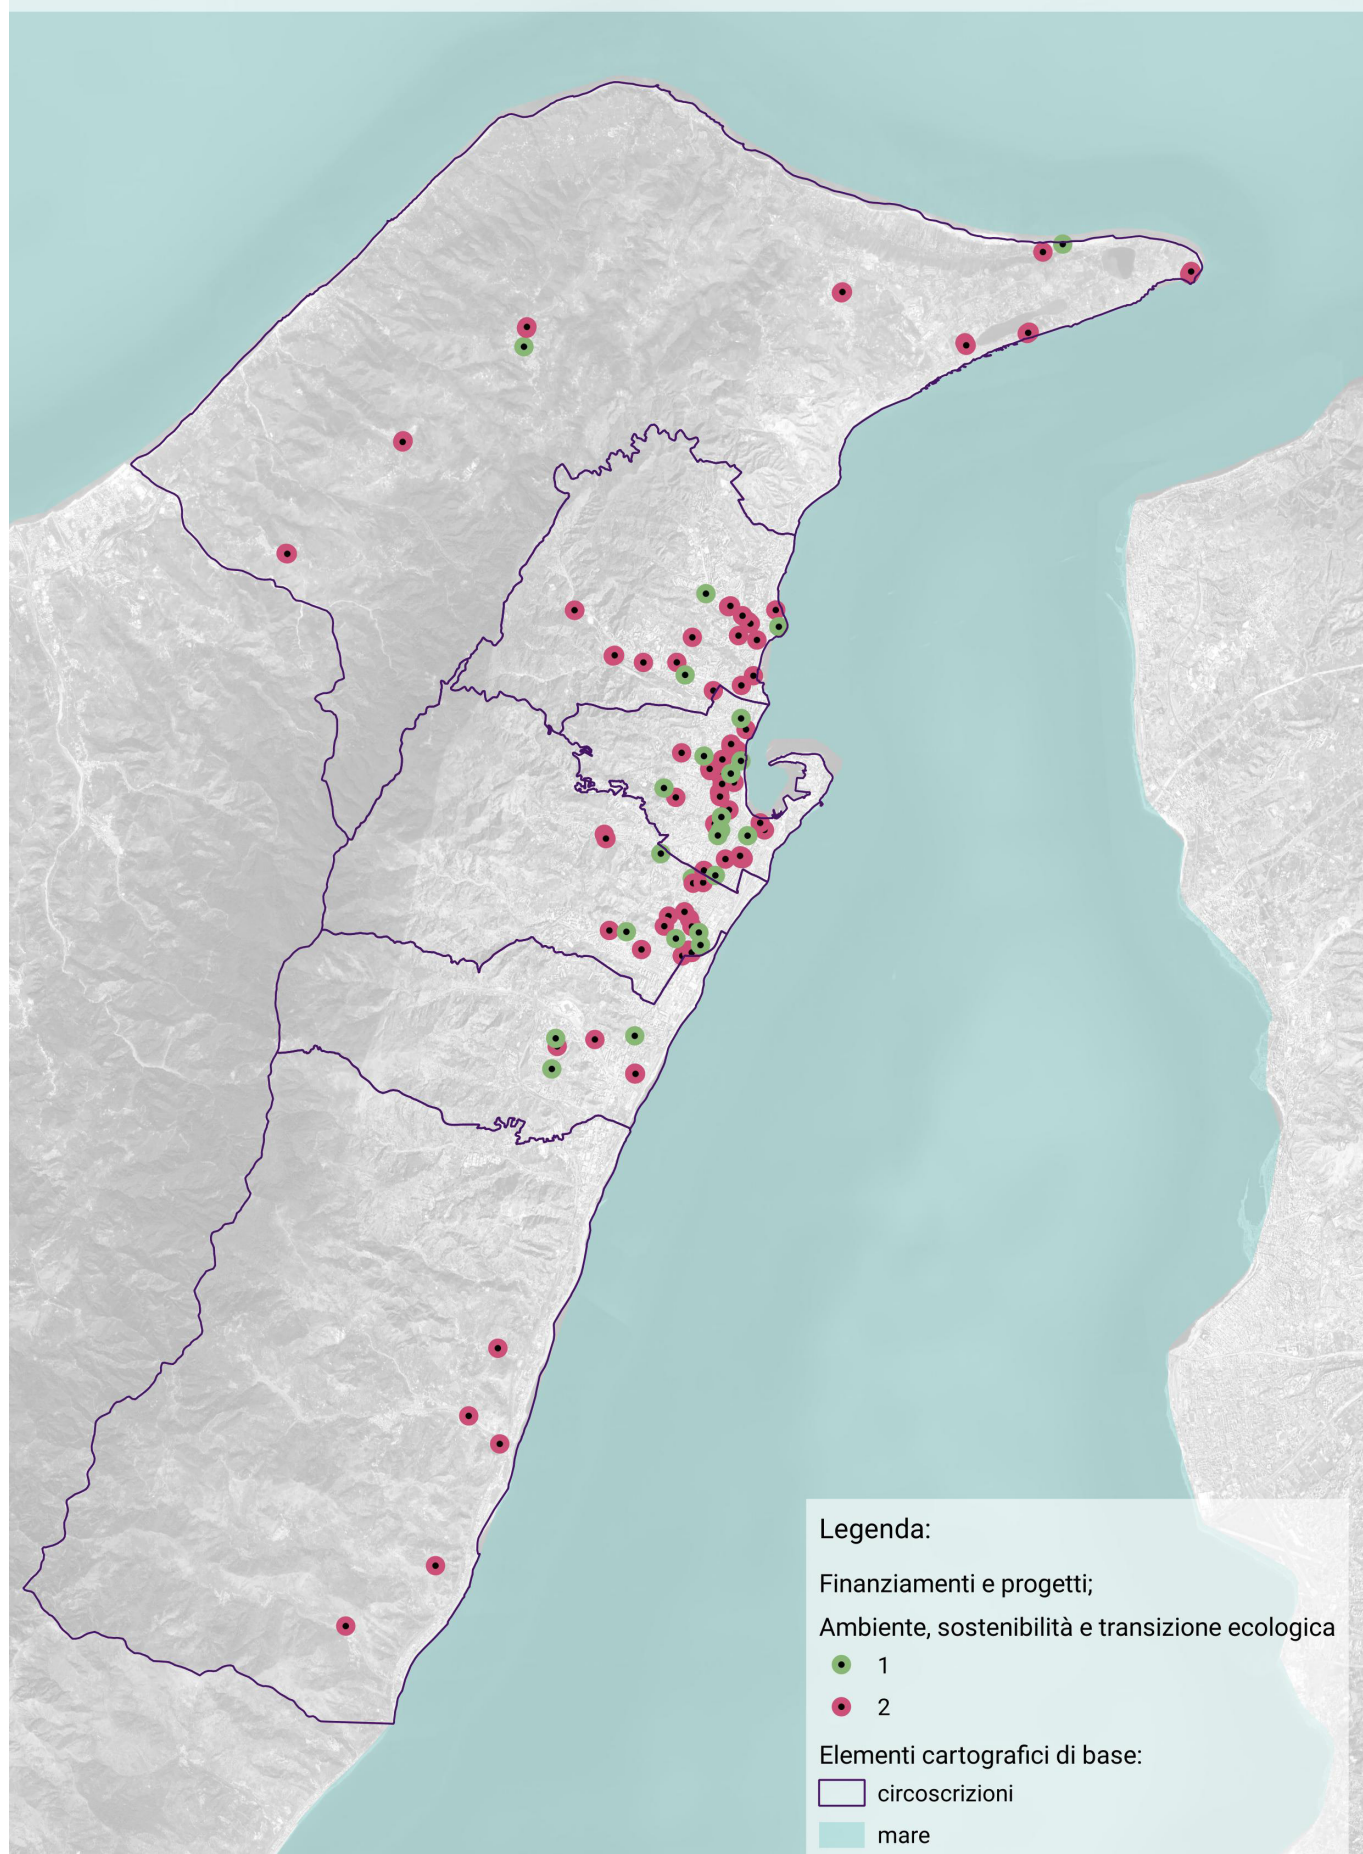 Legenda:
Finanziamenti e progetti;
Ambiente, sostenibilità e transizione ecologica
1
2
Elementi cartografici di base:
circoscrizioni
mare